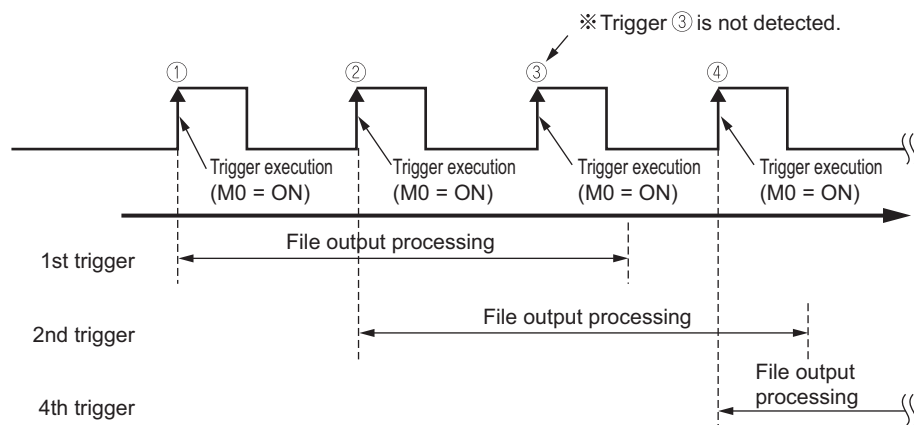 ※ Trigger ③ is not detected.
① ② ③ ④
Trigger execution Trigger execution Trigger execution Trigger execution
(M0 = ON) (M0 = ON) (M0 = ON) (M0 = ON)
File output processing
1st trigger
File output processing
2nd trigger
File output
processing
4th trigger